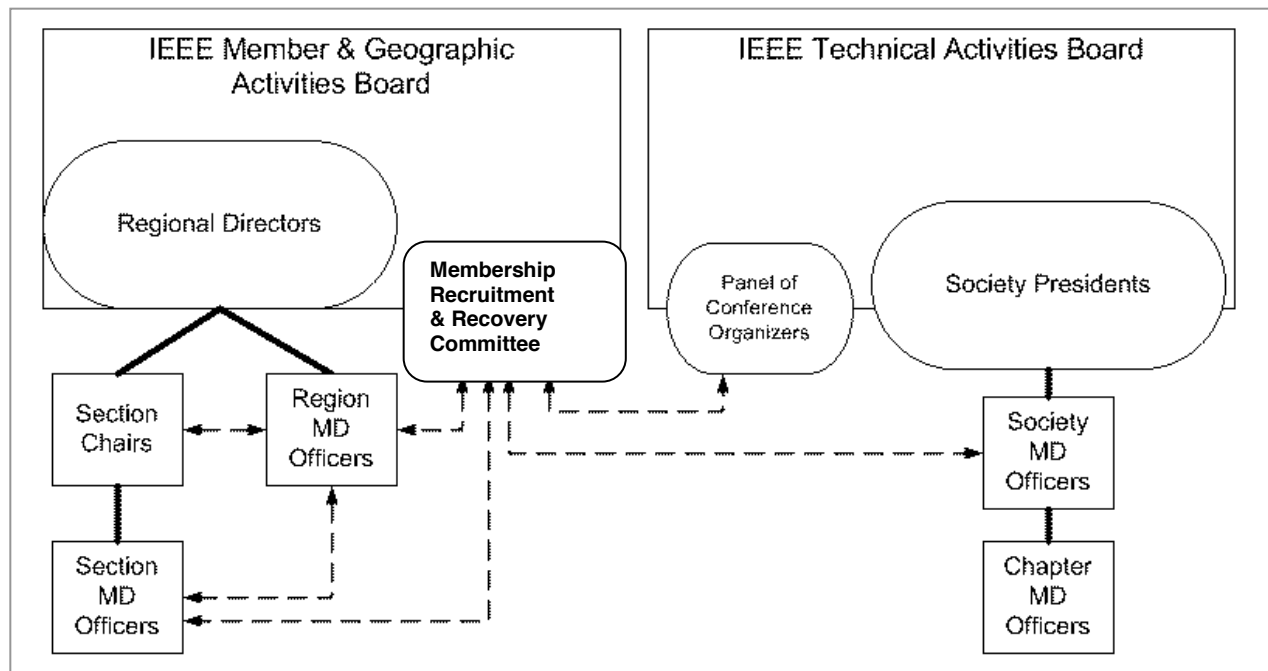 IEEE Member & Geographic
Activities Board
IEEE Technical Activities Board
Regional Directors
Membership
Recruitment
& Recovery
Committee
Panel of
Conference
Organizers
Society Presidents
Section
Chairs
Region
MD
Officers
Society
MD
Officers
Section
MD
Officers
Chapter
MD
Officers